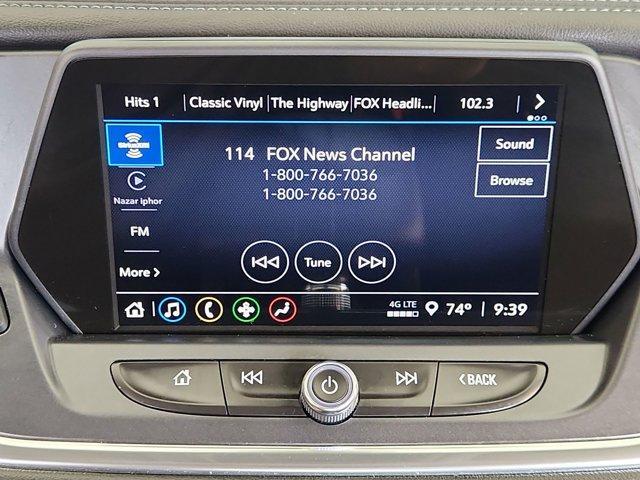 Hits 1 Classic Vinyl The Highway FOX Headli... 102.3
SiriusXM
114 FOX News Channel
Sound
1-800-766-7036
Browse
1-800-766-7036
Nazar iphor
FM
Tune
More
4G LTE
74° 9:39
BACK